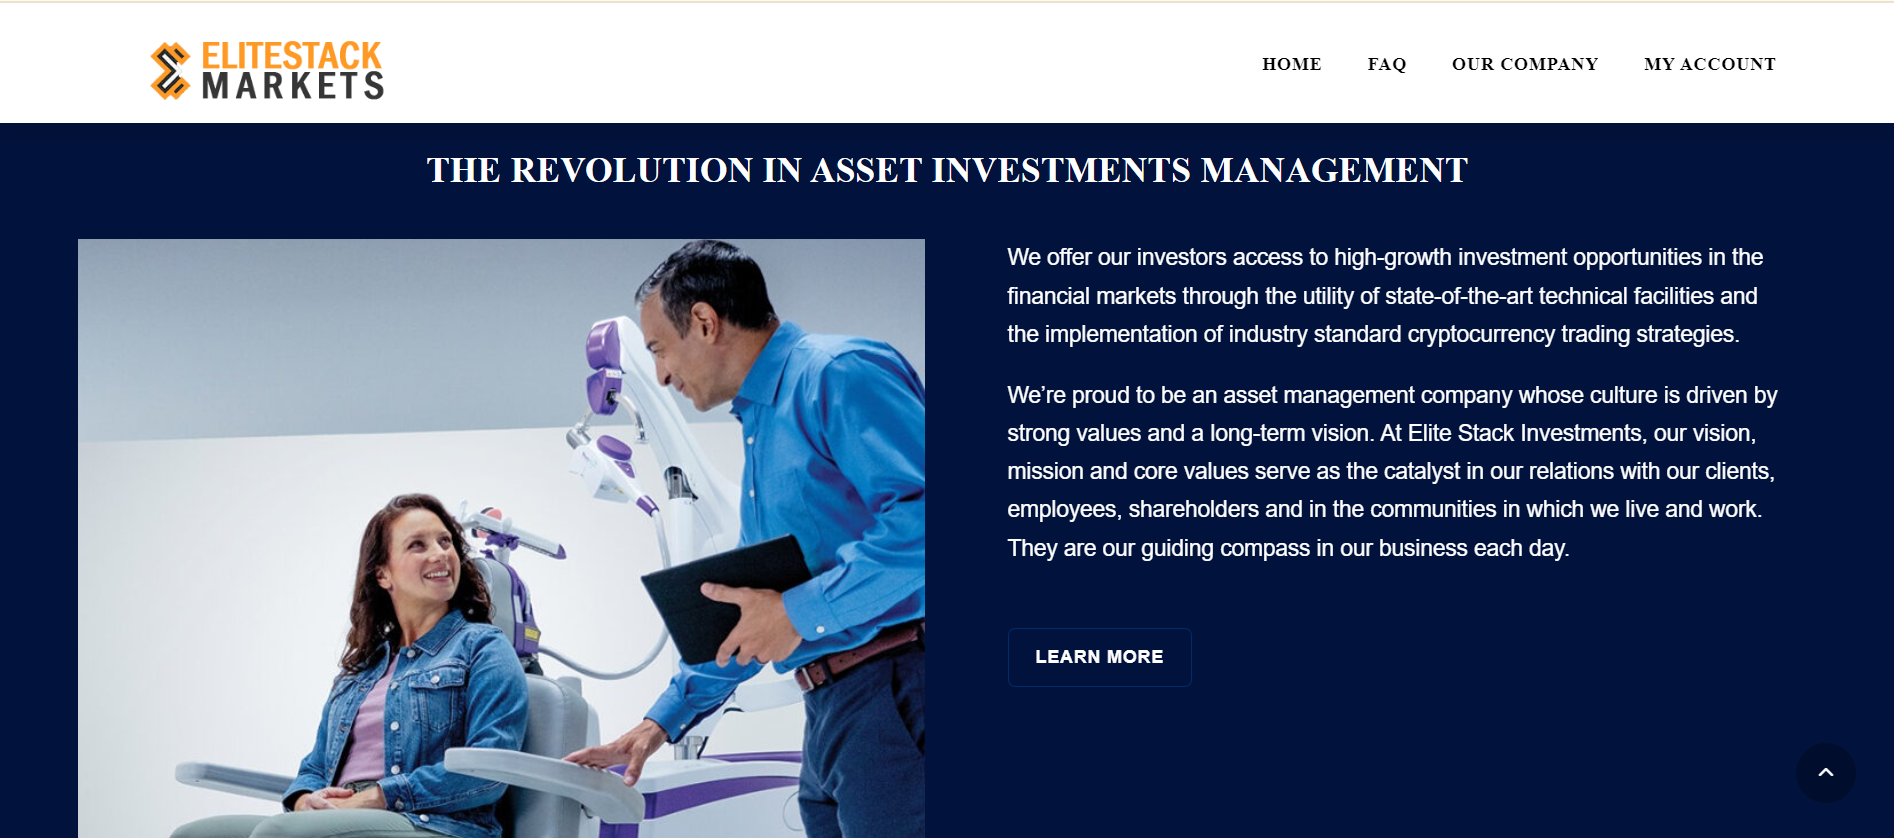 ELITESTACK
MARKETS
HOME FAQ OUR COMPANY MY ACCOUNT
THE REVOLUTION IN ASSET INVESTMENTS MANAGEMENT
We offer our investors access to high-growth investment opportunities in the
financial markets through the utility of state-of-the-art technical facilities and
the implementation of industry standard cryptocurrency trading strategies.
We’re proud to be an asset management company whose culture is driven by
strong values and a long-term vision. At Elite Stack Investments, our vision,
mission and core values serve as the catalyst in our relations with our clients,
employees, shareholders and in the communities in which we live and work.
They are our guiding compass in our business each day.
LEARN MORE